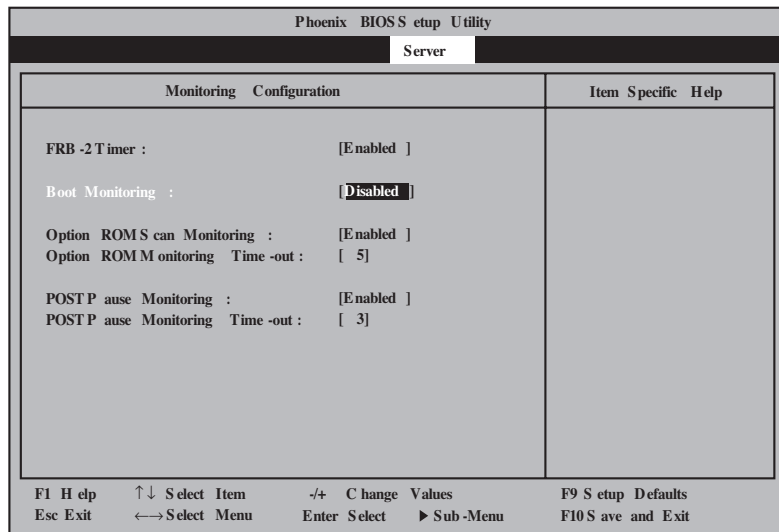 Phoenix BIOS Setup Utility
Server
Monitoring Configuration
Item Specific Help
FRB-2 Timer : [Enabled ]
Boot Monitoring : [Disabled ]
Option ROM Scan Monitoring : [Enabled ]
Option ROM Monitoring Time-out : [ 5]
POST Pause Monitoring : [Enabled ]
POST Pause Monitoring Time-out : [ 3]
F1 Help ↑↓ Select Item -/+ Change Values F9 Setup Defaults
Esc Exit ←→ Select Menu Enter Select ▶ Sub-Menu F10 Save and Exit